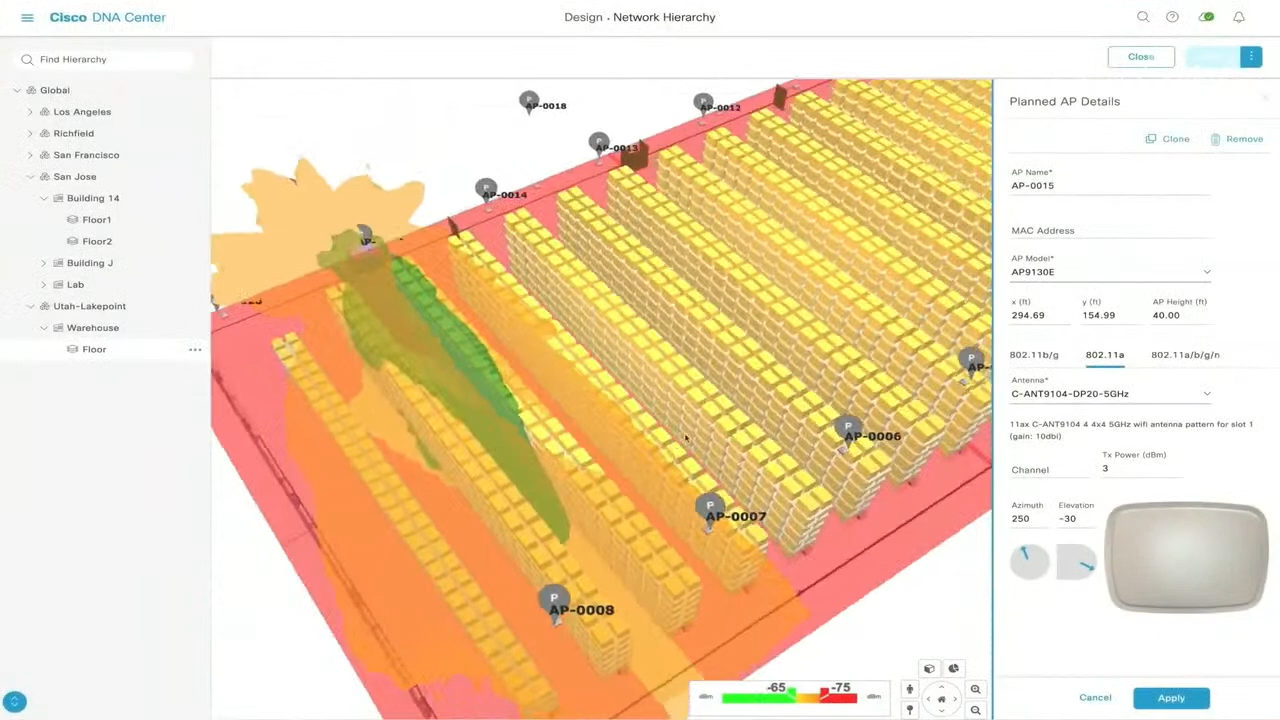 Cisco DNA Center
Design · Network Hierarchy
Find Hierarchy
Close
Global
Los Angeles
Richfield
San Francisco
San Jose
Building 14
Floor1
Floor2
Building J
Lab
Utah-Lakepoint
Warehouse
Floor
AP-0018
AP-0012
AP-0013
AP-0014
AP-
AP-
AP-0006
AP-0007
AP-0008
P
P
P
P
P
P
P
P
dBm
-65
-75
dBm
Planned AP Details
Clone
Remove
AP Name*
AP-0015
MAC Address
AP Model*
AP9130E
x (ft) y (ft) AP Height (ft)
294.69 154.99 40.00
802.11b/g 802.11a 802.11a/b/g/n
Antenna*
C-ANT9104-DP20-5GHz
11ax C-ANT9104 4 4x4 5GHz wifi antenna pattern for slot 1
(gain: 10dbi)
Channel
Tx Power (dBm)
3
Azimuth Elevation
250 -30
Cancel
Apply